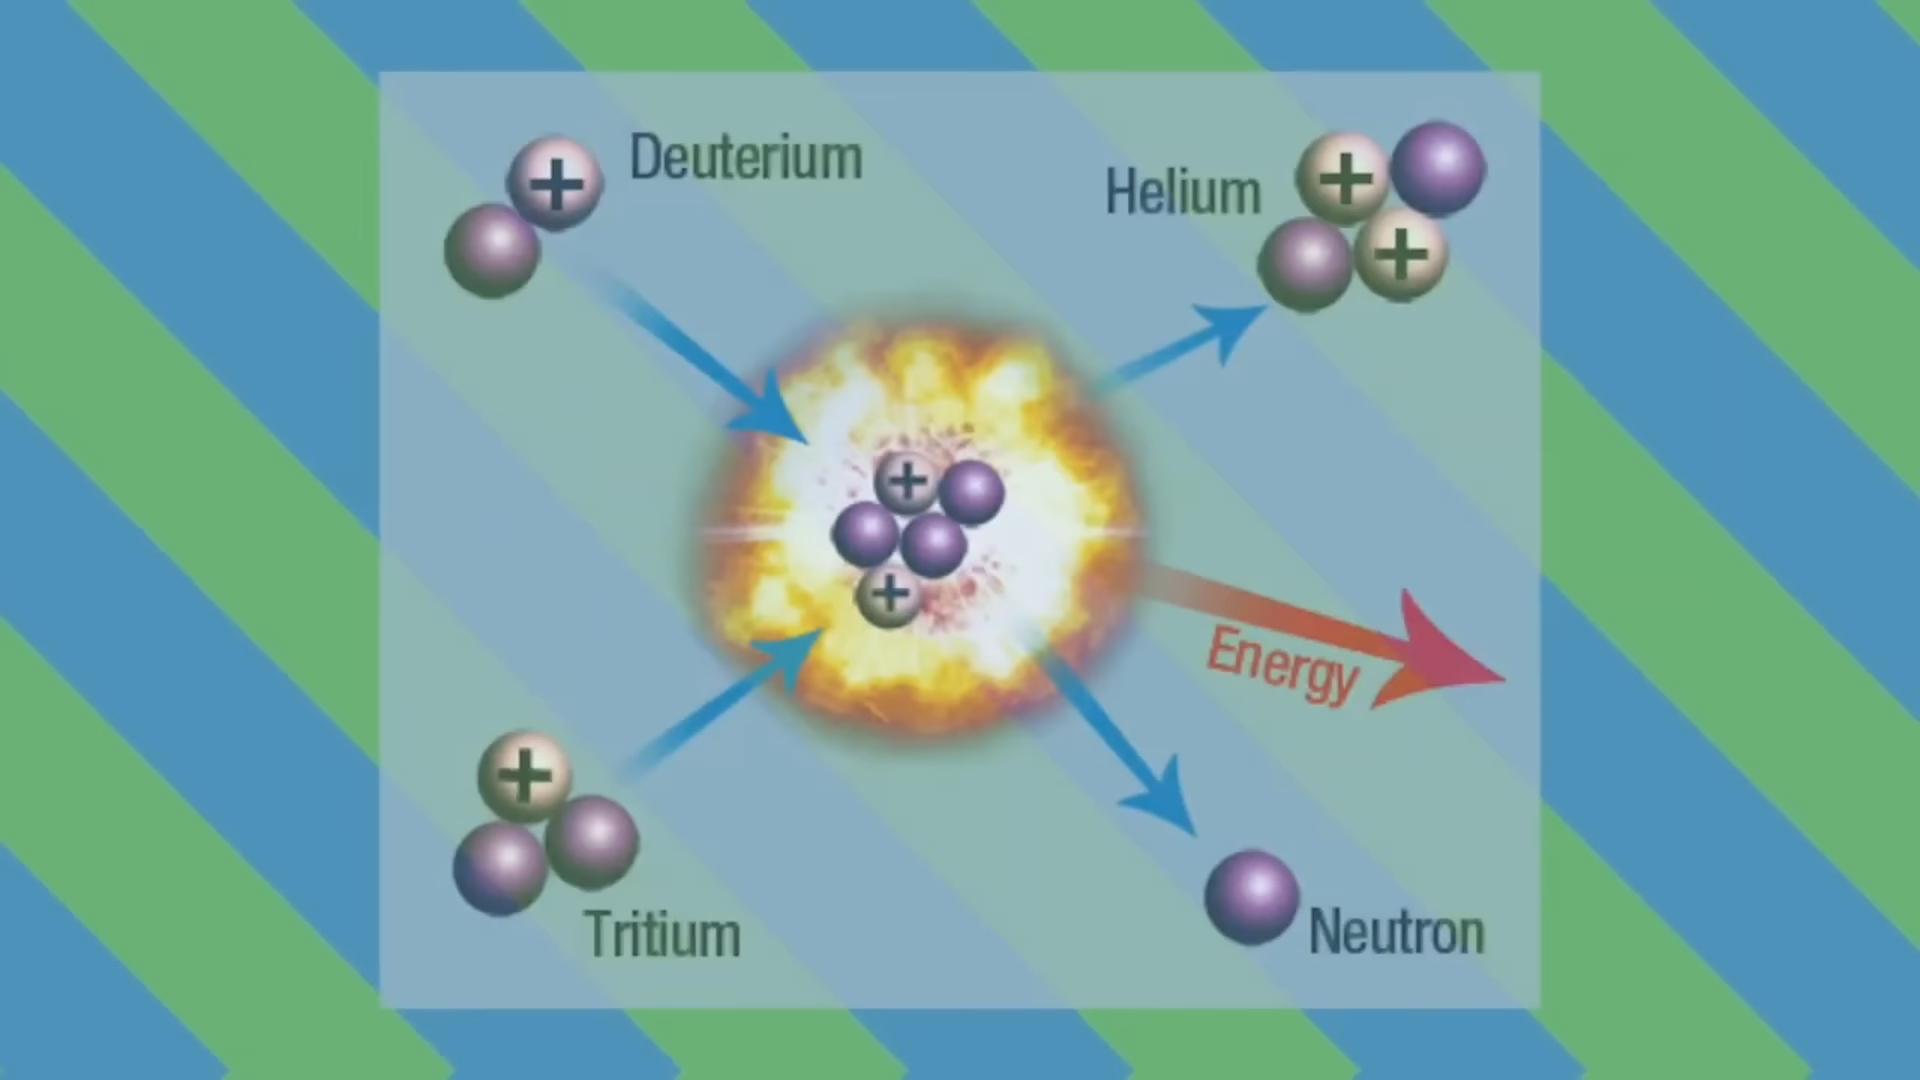 Deuterium
Helium
+
+
+
+
+
Energy
+
Tritium
Neutron